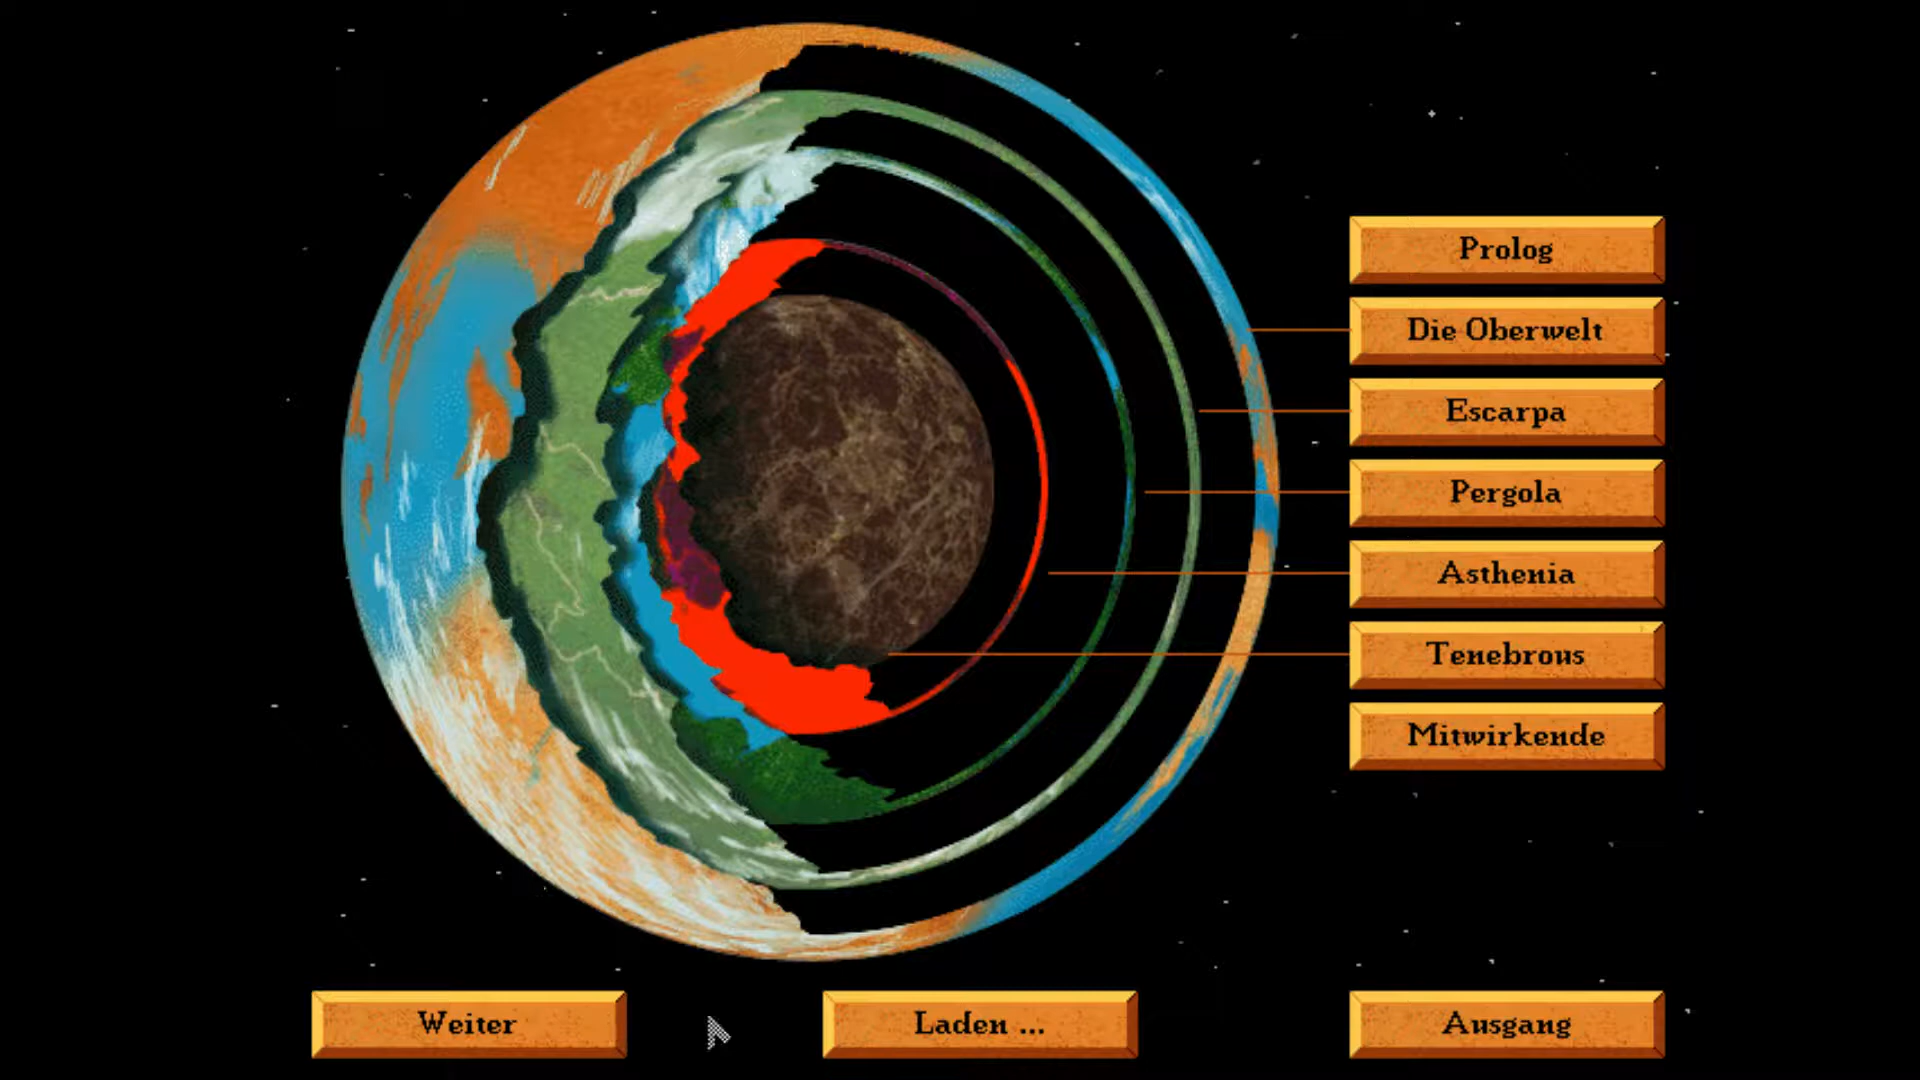 Prolog
Die Oberwelt
Escarpa
Pergola
Asthenia
Tenebrous
Mitwirkende
Weiter
Laden ...
Ausgang